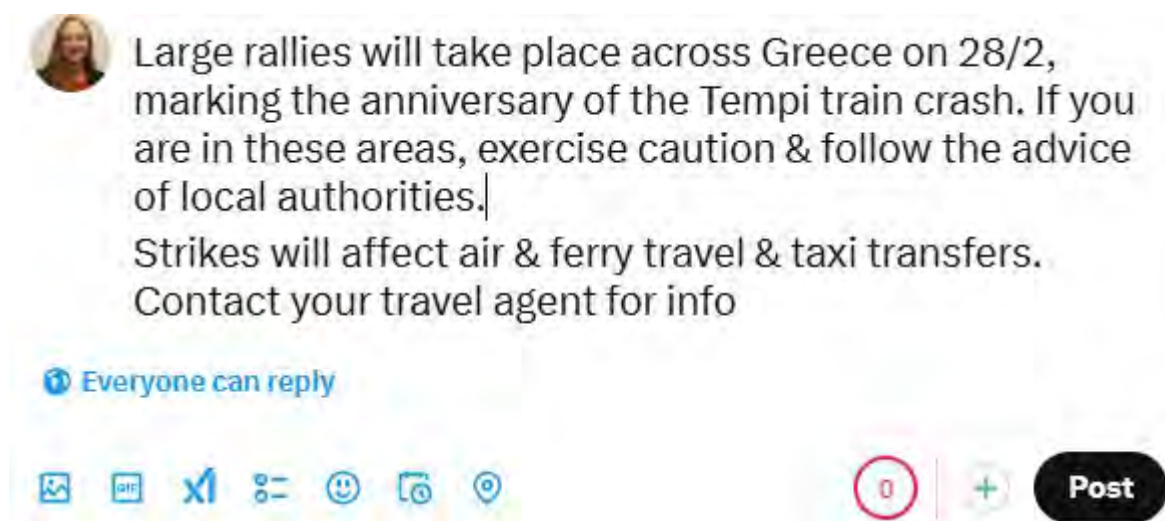 Large rallies will take place across Greece on 28/2,
marking the anniversary of the Tempi train crash. If you
are in these areas, exercise caution & follow the advice
of local authorities.
Strikes will affect air & ferry travel & taxi transfers.
Contact your travel agent for info
Everyone can reply
GIF 0 + Post